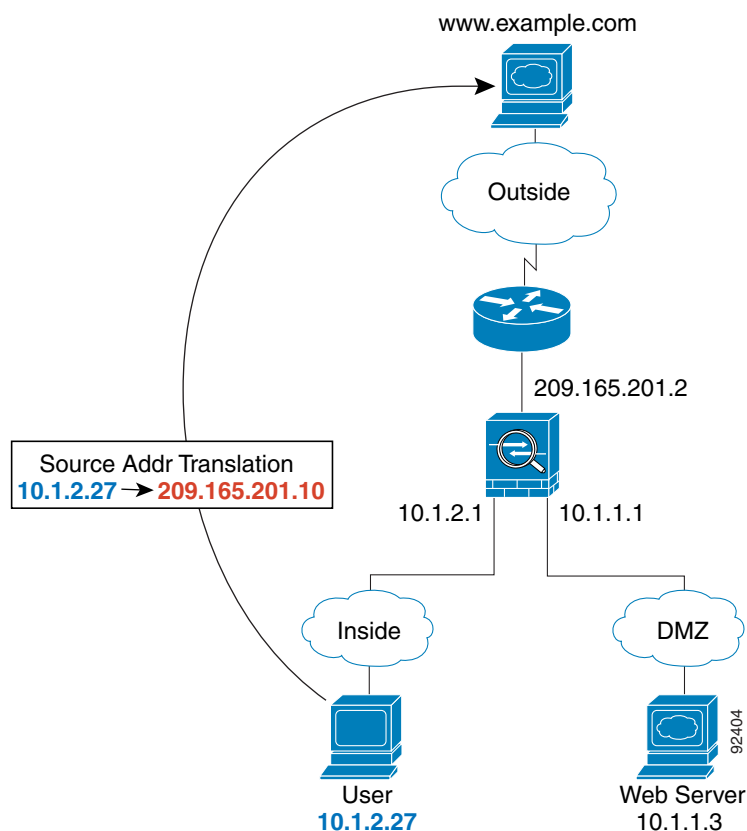 www.example.com
Outside
209.165.201.2
Source Addr Translation
10.1.2.27 → 209.165.201.10
10.1.2.1
10.1.1.1
Inside
DMZ
92404
User
10.1.2.27
Web Server
10.1.1.3